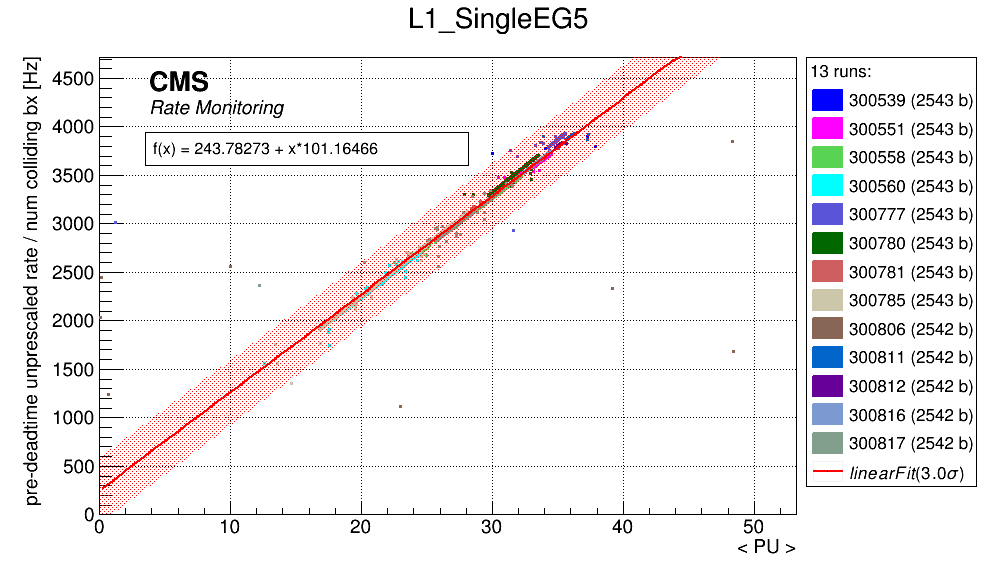 L1_SingleEG5
pre-deadtime unprescaled rate / num colliding bx [Hz]
CMS
Rate Monitoring
f(x) = 243.78273 + x*101.16466
4500
4000
3500
3000
2500
2000
1500
1000
500
0
0 10 20 30 40 50
< PU >
13 runs:
300539 (2543 b)
300551 (2543 b)
300558 (2543 b)
300560 (2543 b)
300777 (2543 b)
300780 (2543 b)
300781 (2543 b)
300785 (2543 b)
300806 (2542 b)
300811 (2542 b)
300812 (2542 b)
300816 (2542 b)
300817 (2542 b)
linearFit(3.0σ)